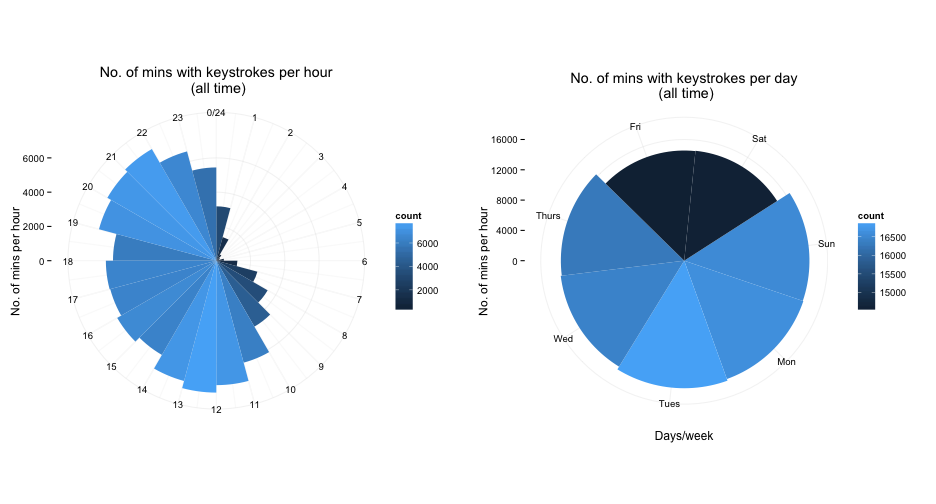 No. of mins with keystrokes per hour
(all time)
0/24
1
2
3
4
5
6
7
8
9
10
11
12
13
14
15
16
17
18
19
20
21
22
23
6000
4000
2000
0
No. of mins per hour
count
6000
4000
2000
No. of mins with keystrokes per day
(all time)
Fri
Sat
Sun
Mon
Tues
Wed
Thurs
16000
12000
8000
4000
0
No. of mins per hour
Days/week
count
16500
16000
15500
15000